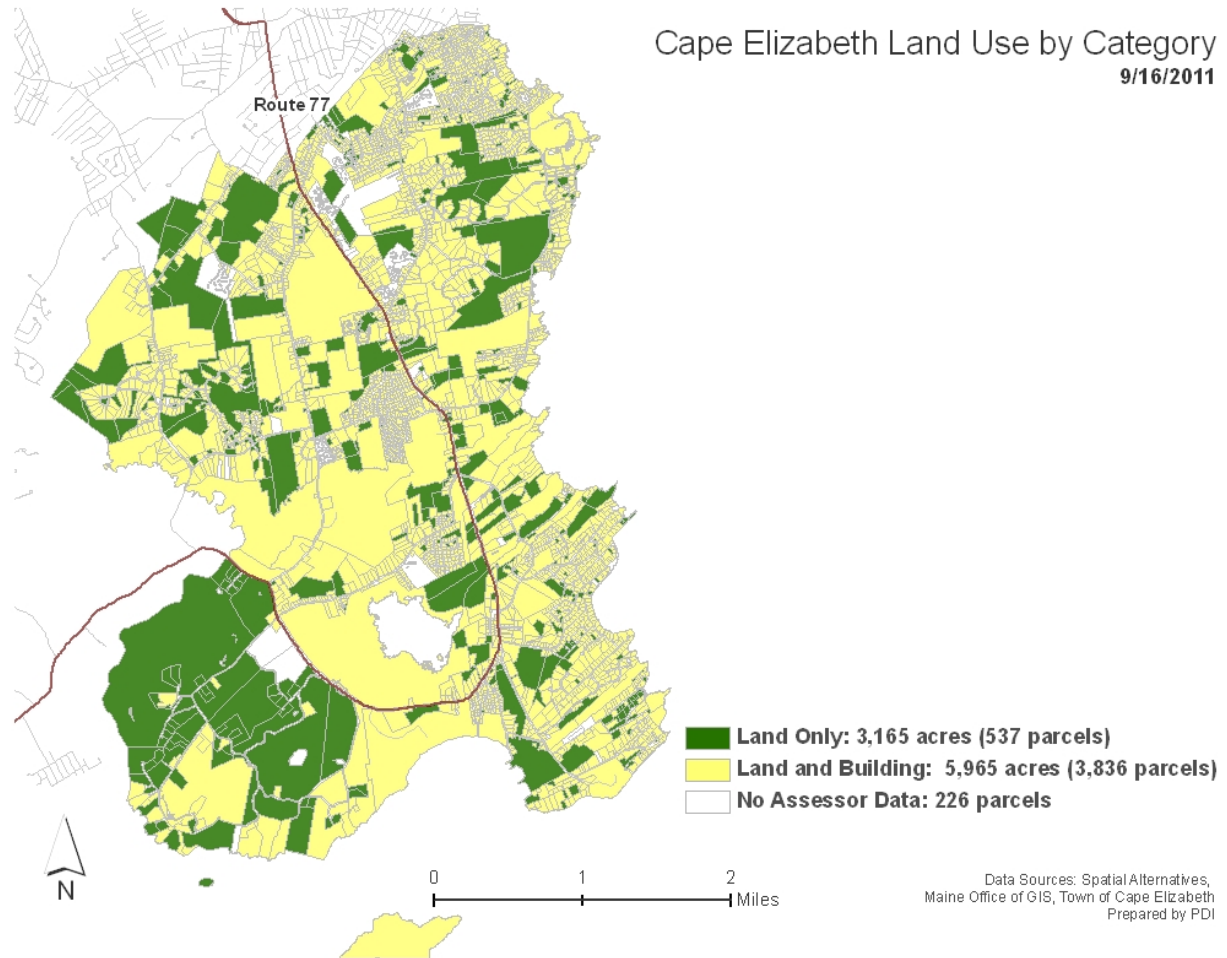 Cape Elizabeth Land Use by Category
9/16/2011
Route 77
Land Only: 3,165 acres (537 parcels)
Land and Building: 5,965 acres (3,836 parcels)
No Assessor Data: 226 parcels
N
0 1 2
Miles
Data Sources: Spatial Alternatives,
Maine Office of GIS, Town of Cape Elizabeth
Prepared by PDI